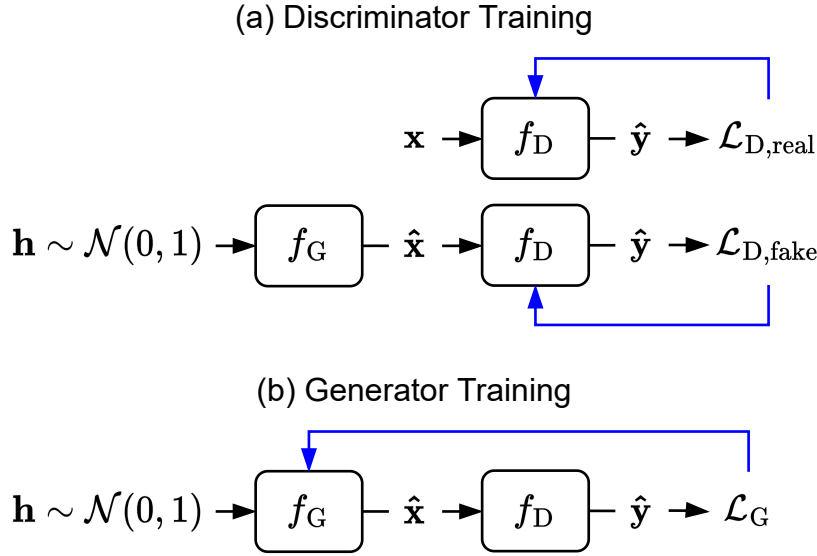 (a) Discriminator Training
x f_D ŷ ℒ_D,real
h ∼ 𝒩(0, 1) f_G x̂ f_D ŷ ℒ_D,fake
(b) Generator Training
h ∼ 𝒩(0, 1) f_G x̂ f_D ŷ ℒ_G